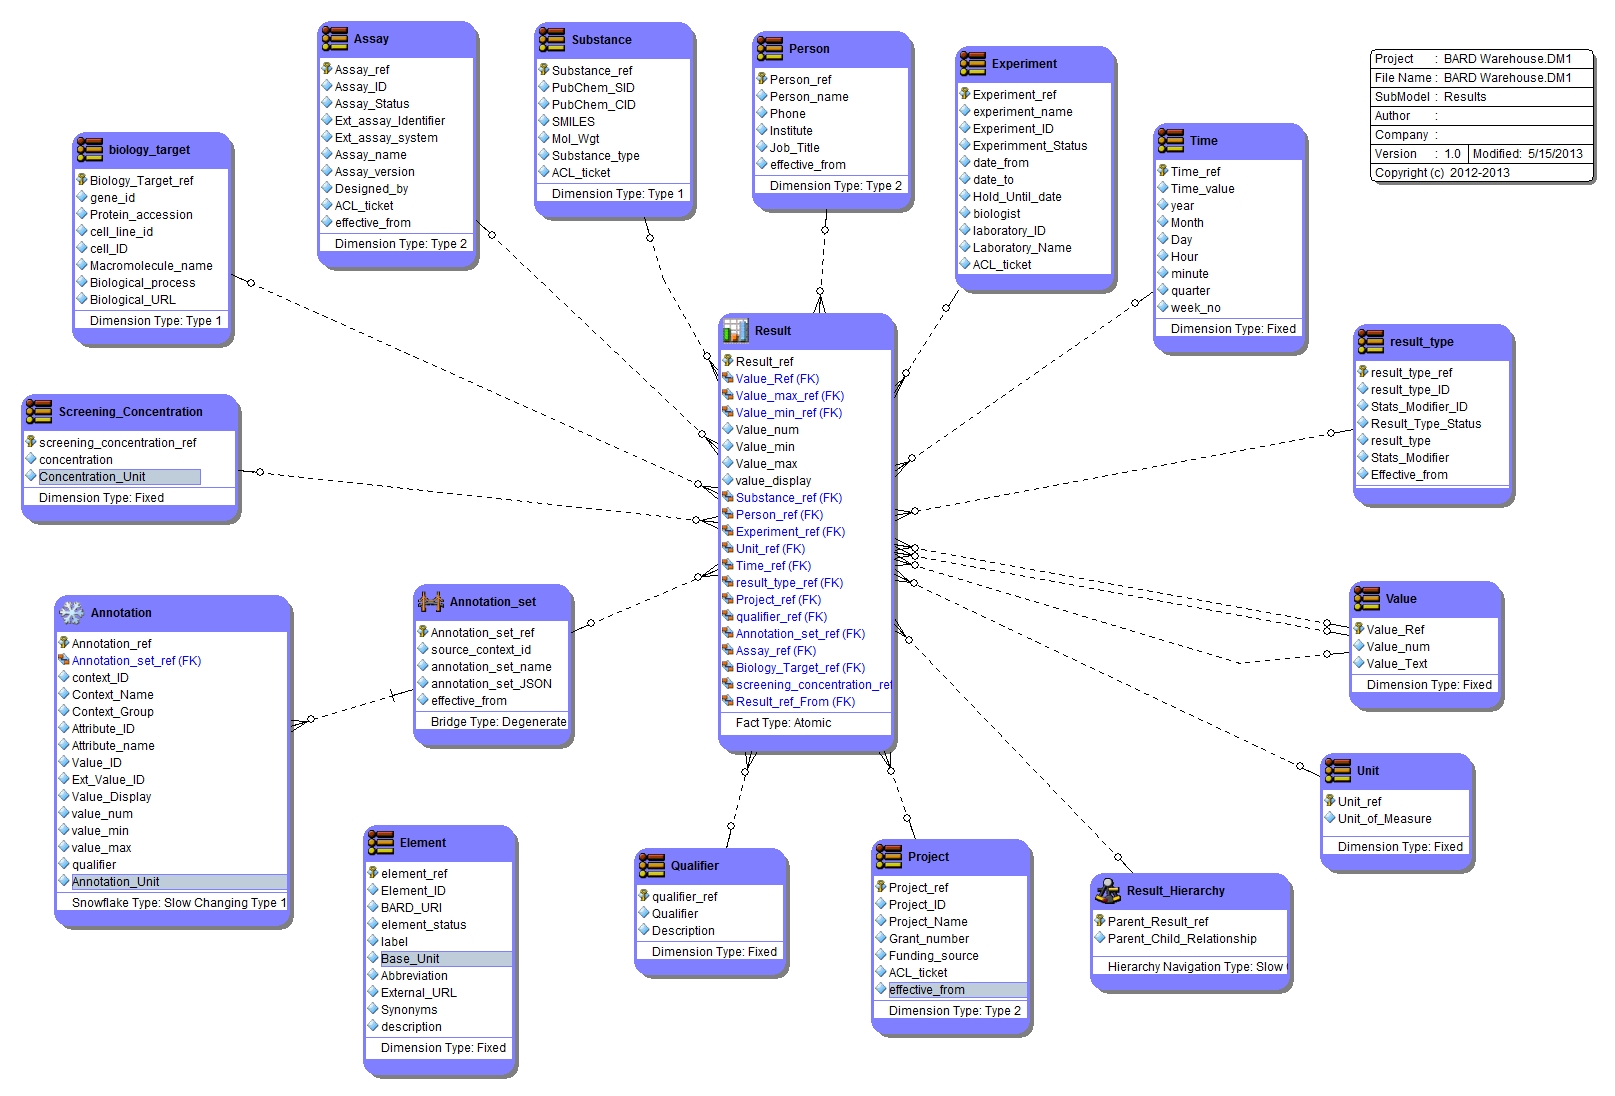 Assay
Assay_ref
Assay_ID
Assay_Status
Ext_assay_Identifier
Ext_assay_system
Assay_name
Assay_version
Designed_by
ACL_ticket
effective_from
Dimension Type: Type 2
Substance
Substance_ref
PubChem_SID
PubChem_CID
SMILES
Mol_Wgt
Substance_type
ACL_ticket
Dimension Type: Type 1
Person
Person_ref
Person_name
Phone
Institute
Job_Title
effective_from
Dimension Type: Type 2
Experiment
Experiment_ref
experiment_name
Experiment_ID
Experimment_Status
date_from
date_to
Hold_Until_date
biologist
laboratory_ID
Laboratory_Name
ACL_ticket
Project : BARD Warehouse.DM1
File Name : BARD Warehouse.DM1
SubModel : Results
Author :
Company :
Version : 1.0 Modified: 5/15/2013
Copyright (c) 2012-2013
biology_target
Biology_Target_ref
gene_id
Protein_accession
cell_line_id
cell_ID
Macromolecule_name
Biological_process
Biological_URL
Dimension Type: Type 1
Time
Time_ref
Time_value
year
Month
Day
Hour
minute
quarter
week_no
Dimension Type: Fixed
Result
Result_ref
Value_Ref (FK)
Value_max_ref (FK)
Value_min_ref (FK)
Value_num
Value_min
Value_max
value_display
Substance_ref (FK)
Person_ref (FK)
Experiment_ref (FK)
Unit_ref (FK)
Time_ref (FK)
result_type_ref (FK)
Project_ref (FK)
qualifier_ref (FK)
Annotation_set_ref (FK)
Assay_ref (FK)
Biology_Target_ref (FK)
screening_concentration_ref
Result_ref_From (FK)
Fact Type: Atomic
result_type
result_type_ref
result_type_ID
Stats_Modifier_ID
Result_Type_Status
result_type
Stats_Modifier
Effective_from
Screening_Concentration
screening_concentration_ref
concentration
Concentration_Unit
Dimension Type: Fixed
Annotation
Annotation_ref
Annotation_set_ref (FK)
context_ID
Context_Name
Context_Group
Attribute_ID
Attribute_name
Value_ID
Ext_Value_ID
Value_Display
value_num
value_min
value_max
qualifier
Annotation_Unit
Snowflake Type: Slow Changing Type 1
Annotation_set
Annotation_set_ref
source_context_id
annotation_set_name
annotation_set_JSON
effective_from
Bridge Type: Degenerate
Value
Value_Ref
Value_num
Value_Text
Dimension Type: Fixed
Unit
Unit_ref
Unit_of_Measure
Dimension Type: Fixed
Element
element_ref
Element_ID
BARD_URI
element_status
label
Base_Unit
Abbreviation
External_URL
Synonyms
description
Dimension Type: Fixed
Qualifier
qualifier_ref
Qualifier
Description
Dimension Type: Fixed
Project
Project_ref
Project_ID
Project_Name
Grant_number
Funding_source
ACL_ticket
effective_from
Dimension Type: Type 2
Result_Hierarchy
Parent_Result_ref
Parent_Child_Relationship
Hierarchy Navigation Type: Slow